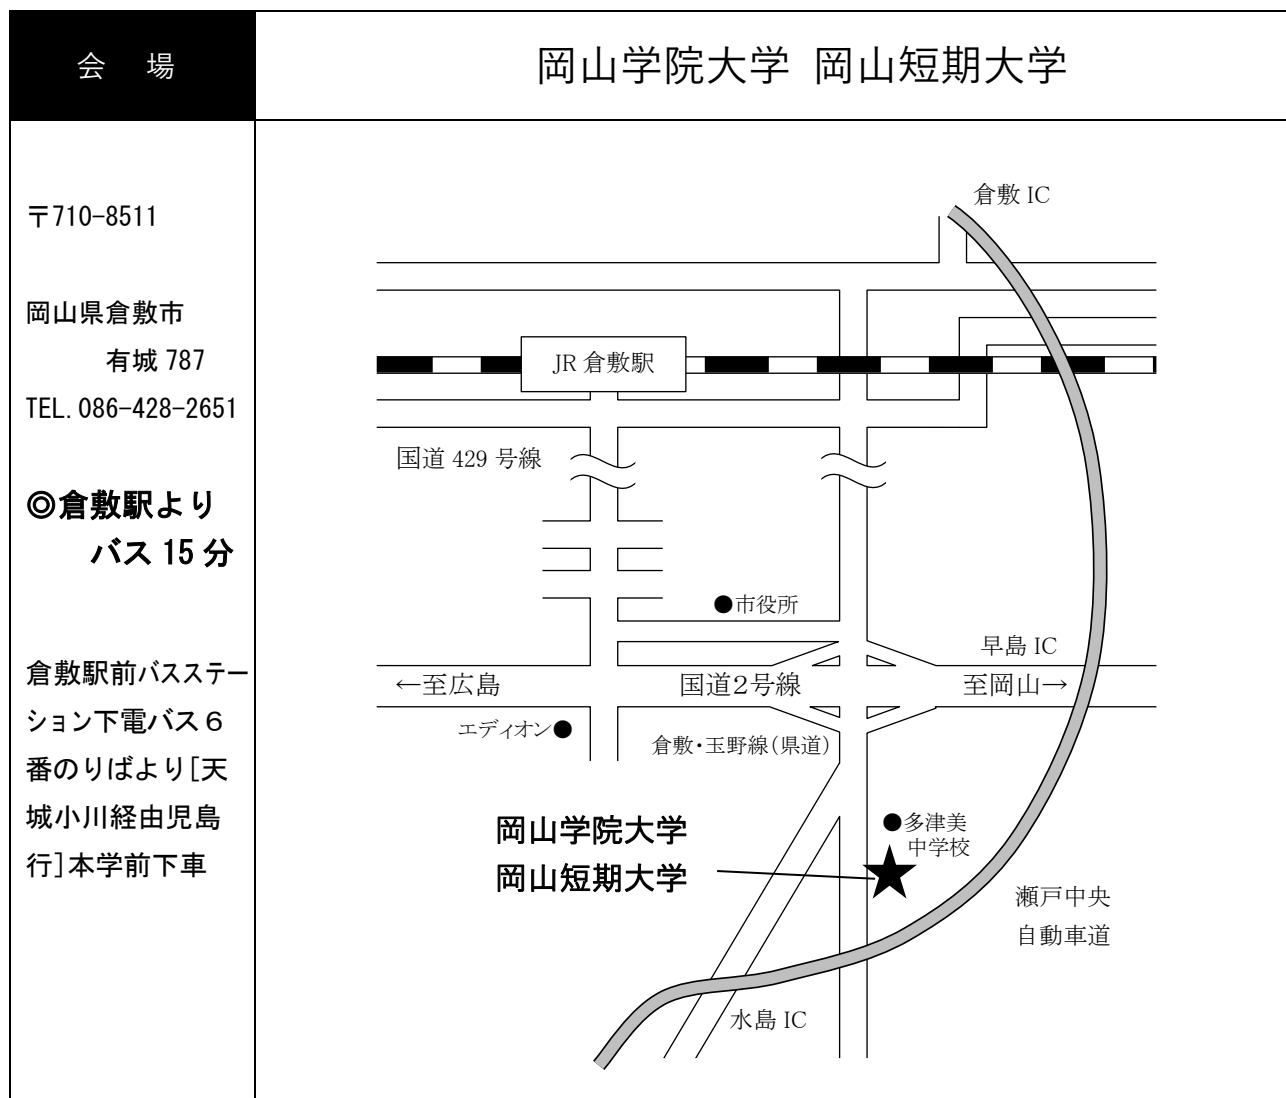 会 場
岡山学院大学 岡山短期大学
〒710-8511
岡山県倉敷市
有城 787
TEL. 086-428-2651
◎倉敷駅より
バス 15 分
倉敷駅前バスステー
ション下電バス６
番のりばより[天
城小川経由児島
行]本学前下車
倉敷 IC
JR 倉敷駅
国道 429 号線
●市役所
早島 IC
←至広島
国道２号線
至岡山→
エディオン●
倉敷・玉野線（県道）
●多津美
中学校
岡山学院大学
岡山短期大学
★
瀬戸中央
自動車道
水島 IC